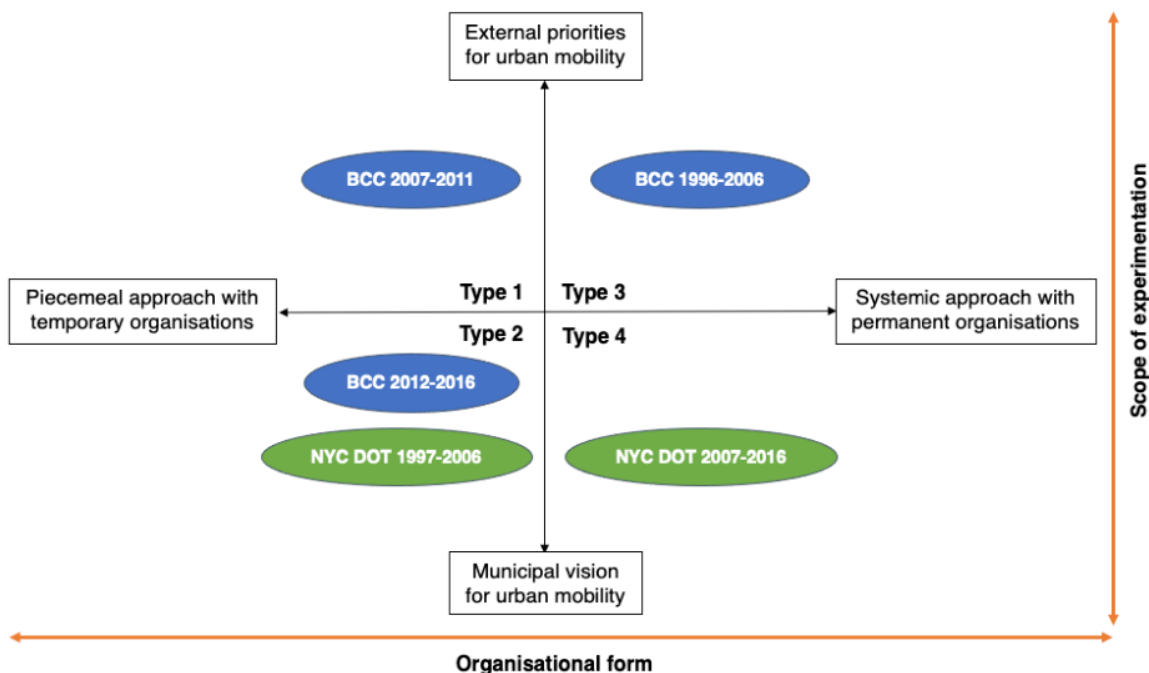 External priorities
for urban mobility
BCC 2007-2011
BCC 1996-2006
Piecemeal approach with
temporary organisations
Type 1
Type 3
Systemic approach with
permanent organisations
Type 2
Type 4
BCC 2012-2016
NYC DOT 1997-2006
NYC DOT 2007-2016
Municipal vision
for urban mobility
Scope of experimentation
Organisational form